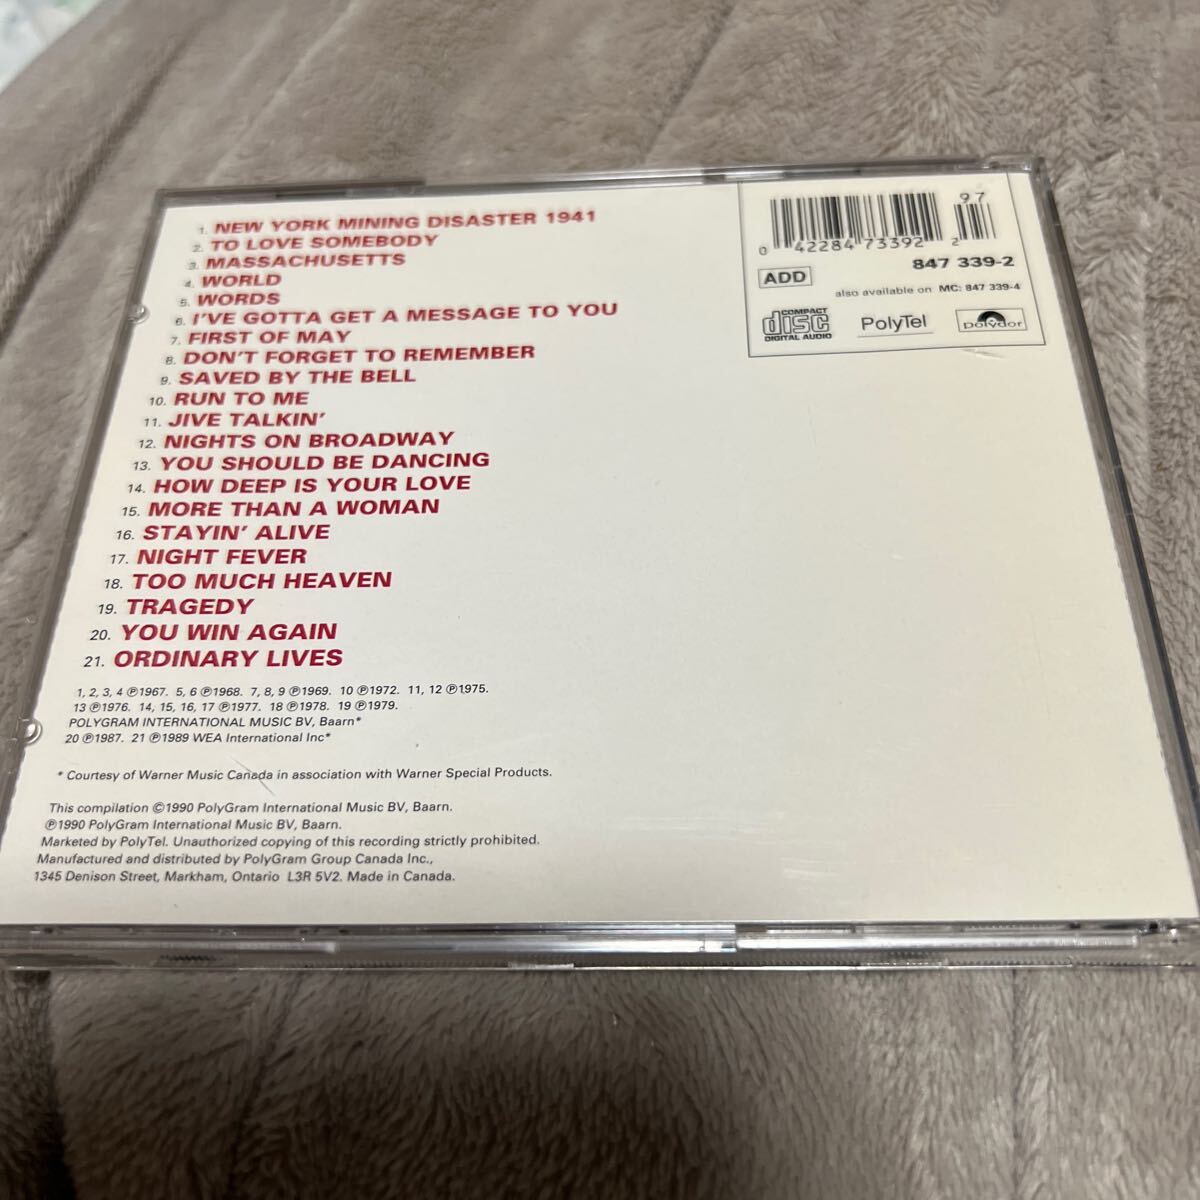 1. NEW YORK MINING DISASTER 1941
2. TO LOVE SOMEBODY
3. MASSACHUSETTS
4. WORLD
5. WORDS
6. I'VE GOTTA GET A MESSAGE TO YOU
7. FIRST OF MAY
8. DON'T FORGET TO REMEMBER
9. SAVED BY THE BELL
10. RUN TO ME
11. JIVE TALKIN'
12. NIGHTS ON BROADWAY
13. YOU SHOULD BE DANCING
14. HOW DEEP IS YOUR LOVE
15. MORE THAN A WOMAN
16. STAYIN' ALIVE
17. NIGHT FEVER
18. TOO MUCH HEAVEN
19. TRAGEDY
20. YOU WIN AGAIN
21. ORDINARY LIVES
1, 2, 3, 4 ℗1967. 5, 6 ℗1968. 7, 8, 9 ℗1969. 10 ℗1972. 11, 12 ℗1975.
13 ℗1976. 14, 15, 16, 17 ℗1977. 18 ℗1978. 19 ℗1979.
POLYGRAM INTERNATIONAL MUSIC BV, Baarn*
20 ℗1987. 21 ℗1989 WEA International Inc*
* Courtesy of Warner Music Canada in association with Warner Special Products.
This compilation ©1990 PolyGram International Music BV, Baarn.
℗1990 PolyGram International Music BV, Baarn.
Marketed by PolyTel. Unauthorized copying of this recording strictly prohibited.
Manufactured and distributed by PolyGram Group Canada Inc.,
1345 Denison Street, Markham, Ontario L3R 5V2. Made in Canada.
97
0 42284 73392 2
847 339-2
ADD
also available on MC: 847 339-4
COMPACT
disc
DIGITAL AUDIO
PolyTel
Polydor